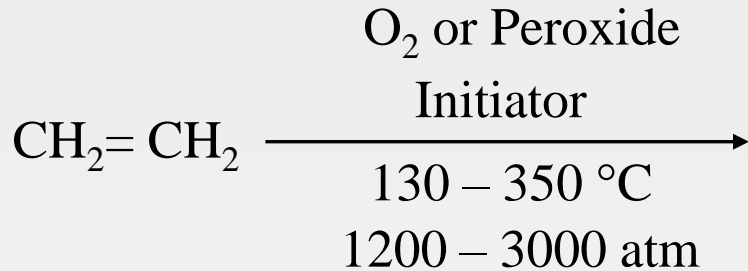 O₂ or Peroxide
Initiator
CH₂= CH₂
130 – 350 °C
1200 – 3000 atm